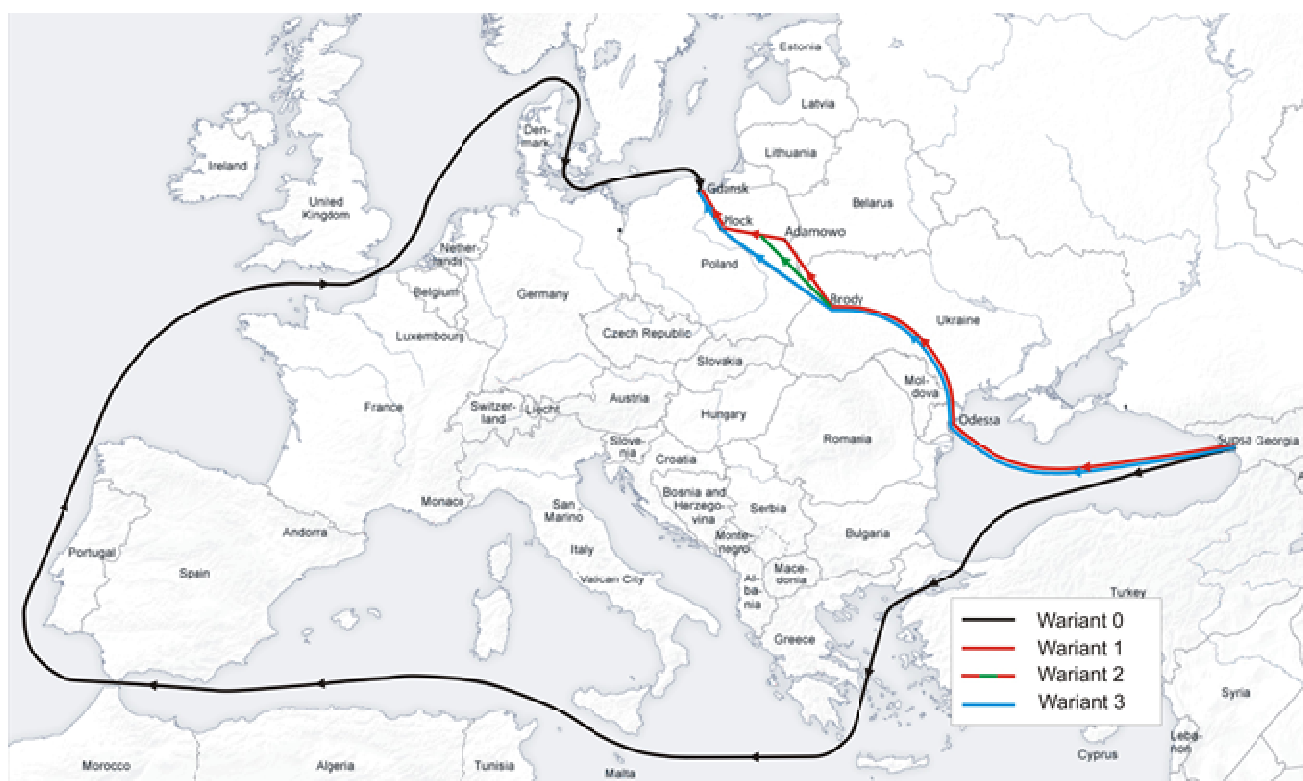 Estonia
Latvia
Den-
mark
Lithuania
Ireland
Gdansk
United
Kingdom
Belarus
Płock
Adamowo
Nether-
lands
Poland
Belgium
Germany
Brody
Ukraine
Luxembourg
Czech Republic
Slovakia
Mol-
dova
France
Switzer-
land
Liecht
Austria
Hungary
Odessa
Romania
Slove-
nia
Supsa
Georgia
Croatia
Monaco
San
Marino
Bosnia and
Herzego-
vina
Serbia
Andorra
Portugal
Italy
Monte-
negro
Bulgaria
Spain
Vatican City
Al-
ba-
nia
Mace-
donia
Turkey
Greece
Wariant 0
Wariant 1
Wariant 2
Wariant 3
Syria
Leba-
non
Cyprus
Morocco
Algeria
Tunisia
Malta